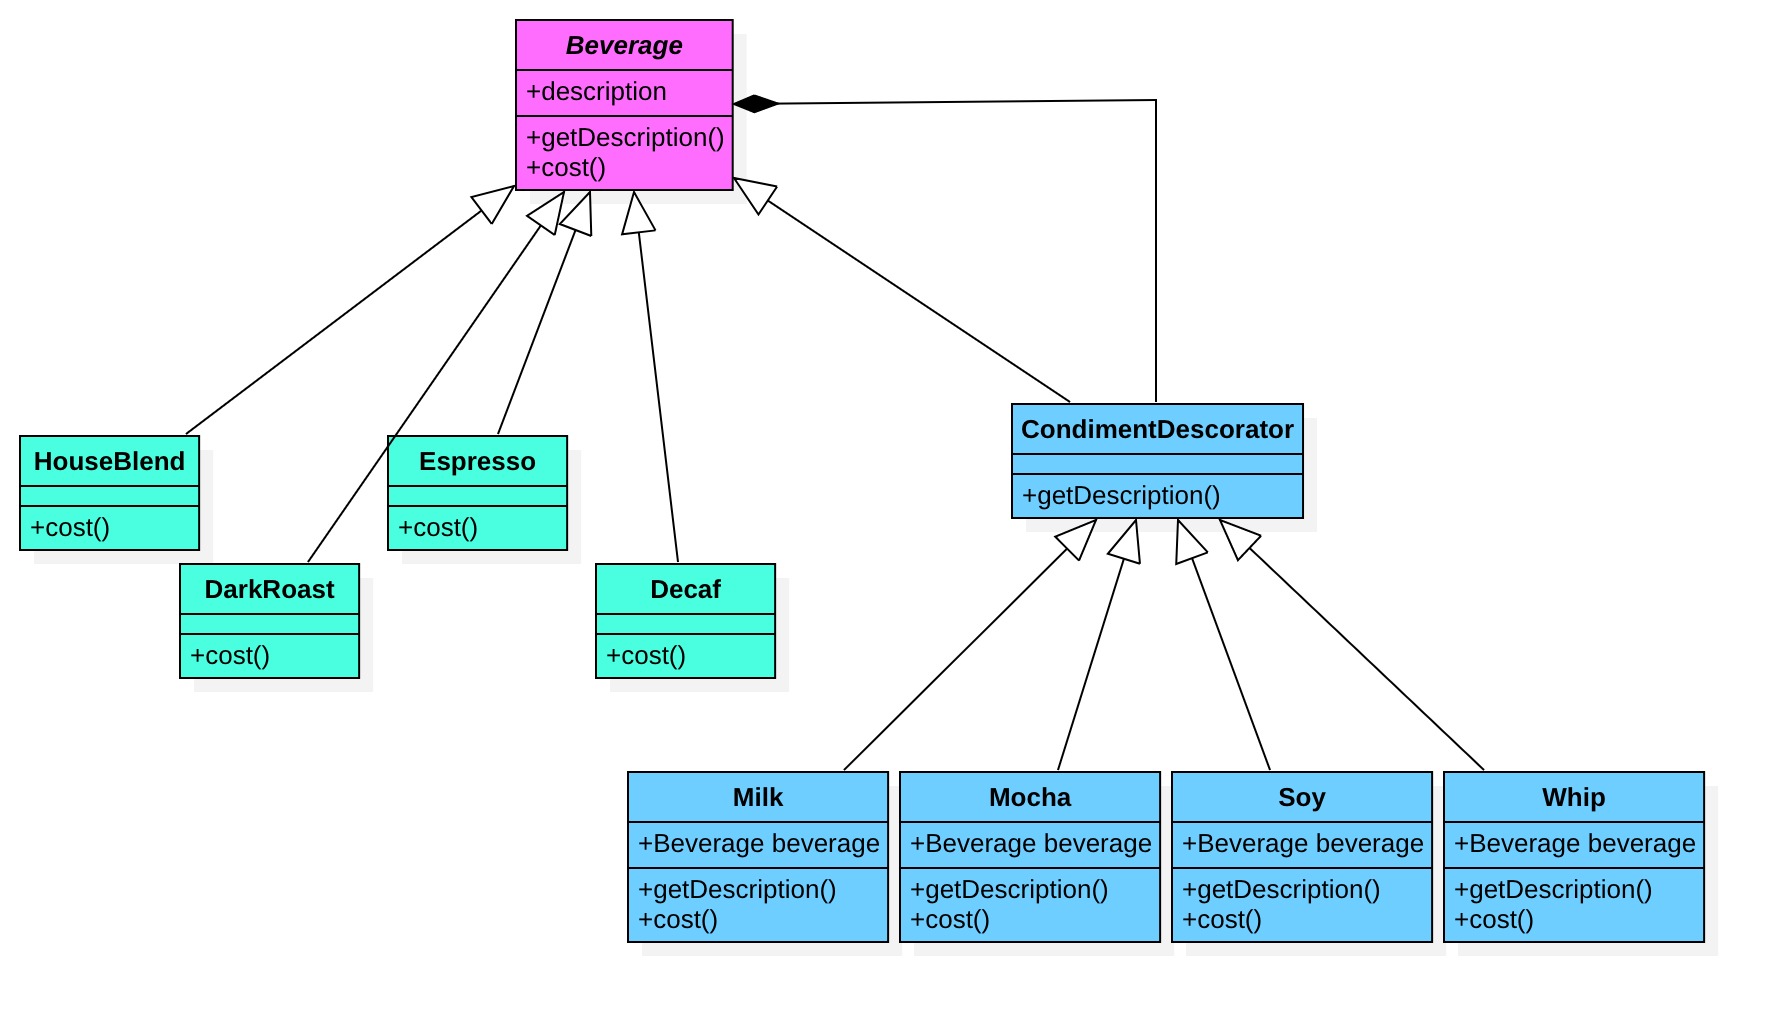 Beverage
+description
+getDescription()
+cost()
HouseBlend
+cost()
DarkRoast
+cost()
Espresso
+cost()
Decaf
+cost()
CondimentDescorator
+getDescription()
Milk
+Beverage beverage
+getDescription()
+cost()
Mocha
+Beverage beverage
+getDescription()
+cost()
Soy
+Beverage beverage
+getDescription()
+cost()
Whip
+Beverage beverage
+getDescription()
+cost()